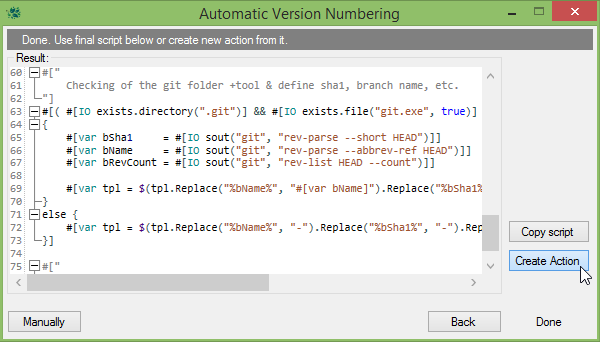 Automatic Version Numbering
Done. Use final script below or create new action from it.
Result:
60 #["
61 Checking of the git folder +tool & define sha1, branch name, etc.
62 "]
63 #[( #[IO exists.directory(".git")] && #[IO exists.file("git.exe", true)]
64 {
65 #[var bSha1 = #[IO sout("git", "rev-parse --short HEAD")]]
66 #[var bName = #[IO sout("git", "rev-parse --abbrev-ref HEAD")]]
67 #[var bRevCount = #[IO sout("git", "rev-list HEAD --count")]]
68
69 #[var tpl = $(tpl.Replace("%bName%", "#[var bName]").Replace("%bSha1%
70 }
71 else {
72 #[var tpl = $(tpl.Replace("%bName%", "-").Replace("%bSha1%", "-").Rep
73 }]
74
75 #["
Copy script
Create Action
Manually
Back
Done